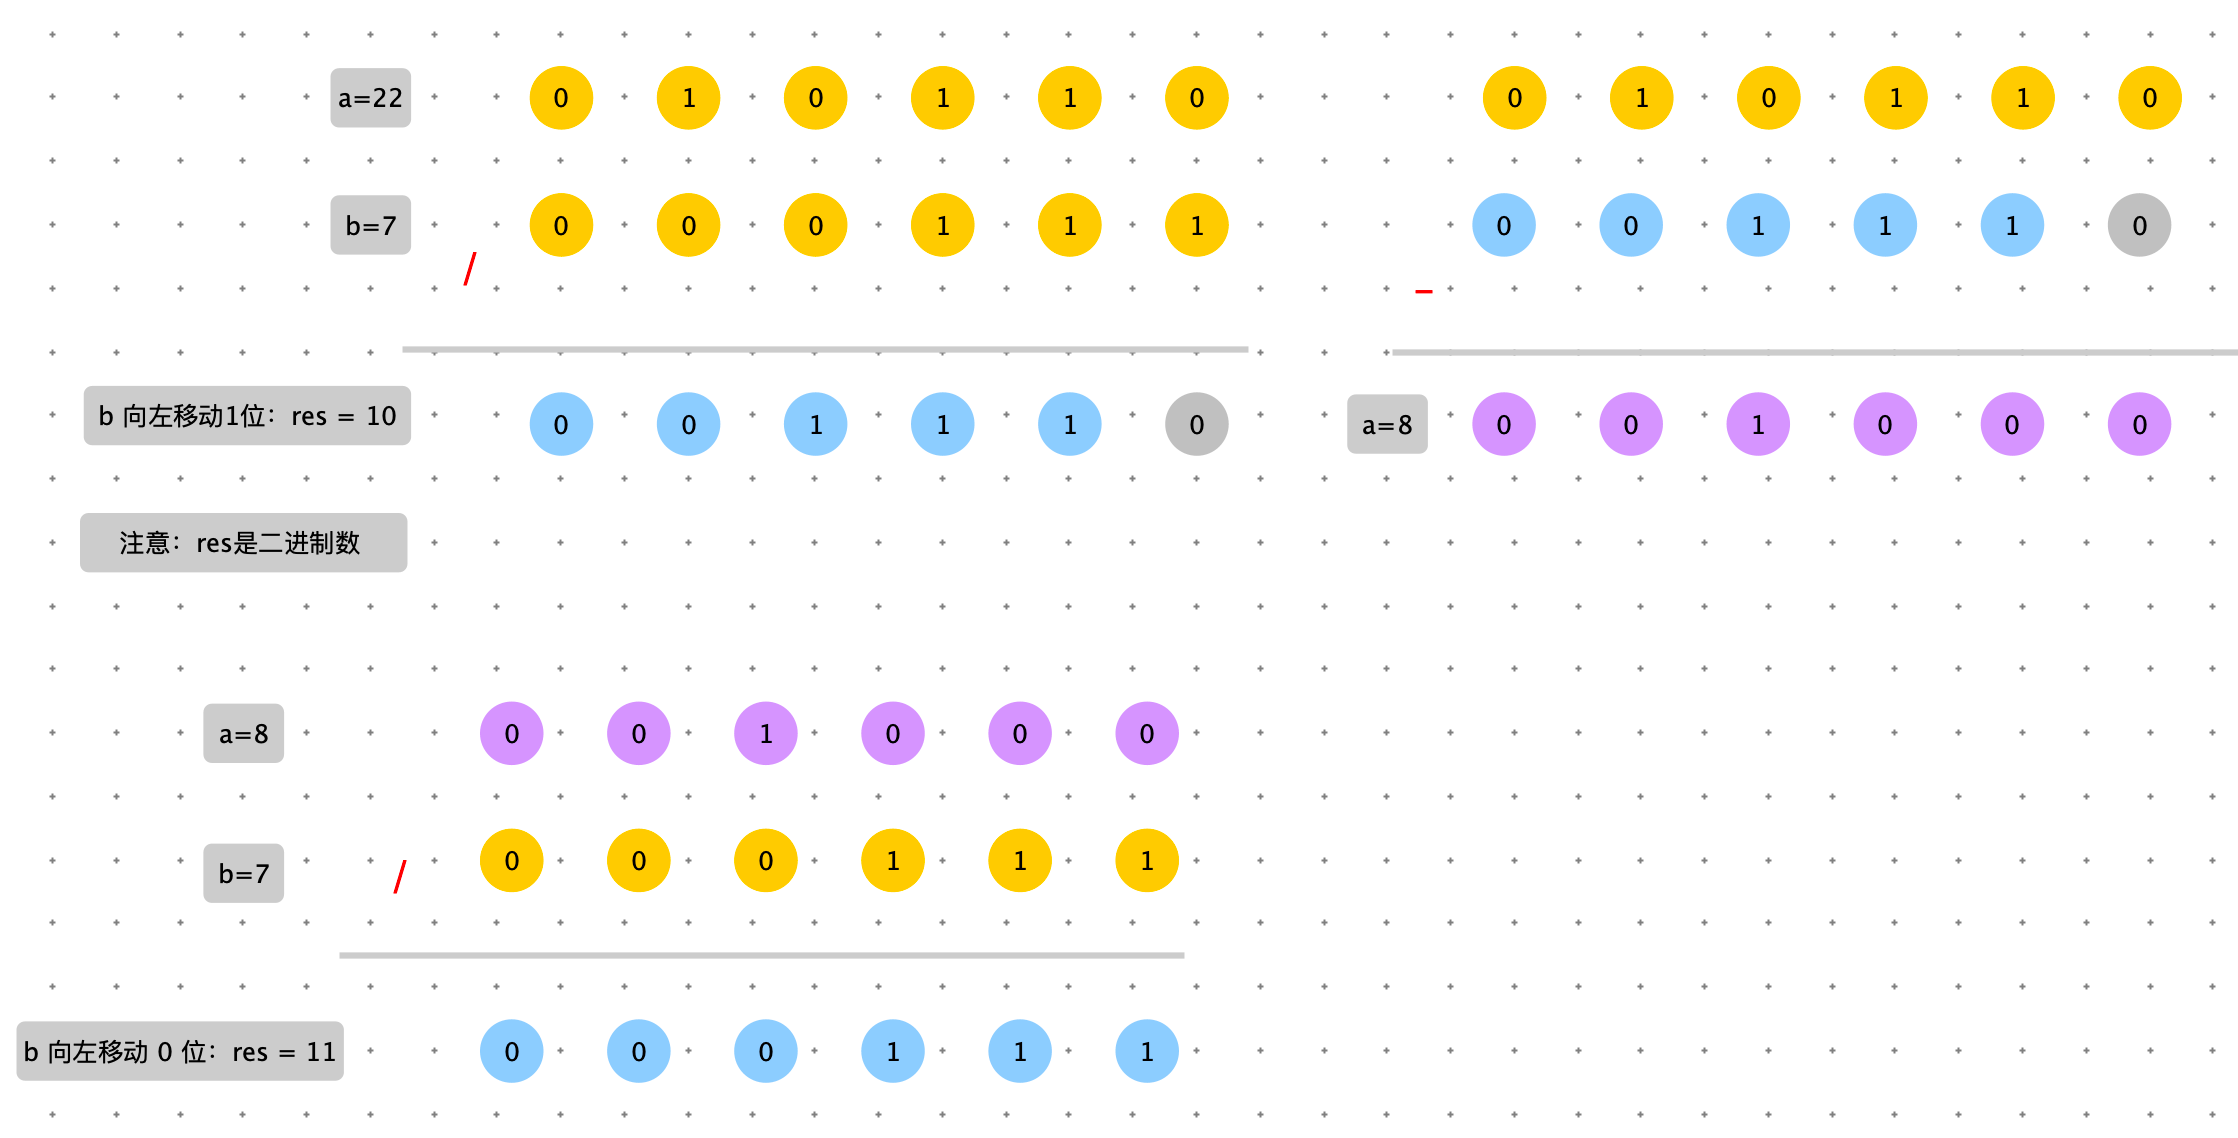 a=22 0 1 0 1 1 0 0 1 0 1 1 0
b=7 0 0 0 1 1 1 0 0 1 1 1 0
/ −
b 向左移动1位：res = 10 0 0 1 1 1 0 a=8 0 0 1 0 0 0
注意：res是二进制数
a=8 0 0 1 0 0 0
b=7 / 0 0 0 1 1 1
b 向左移动 0 位：res = 11 0 0 0 1 1 1